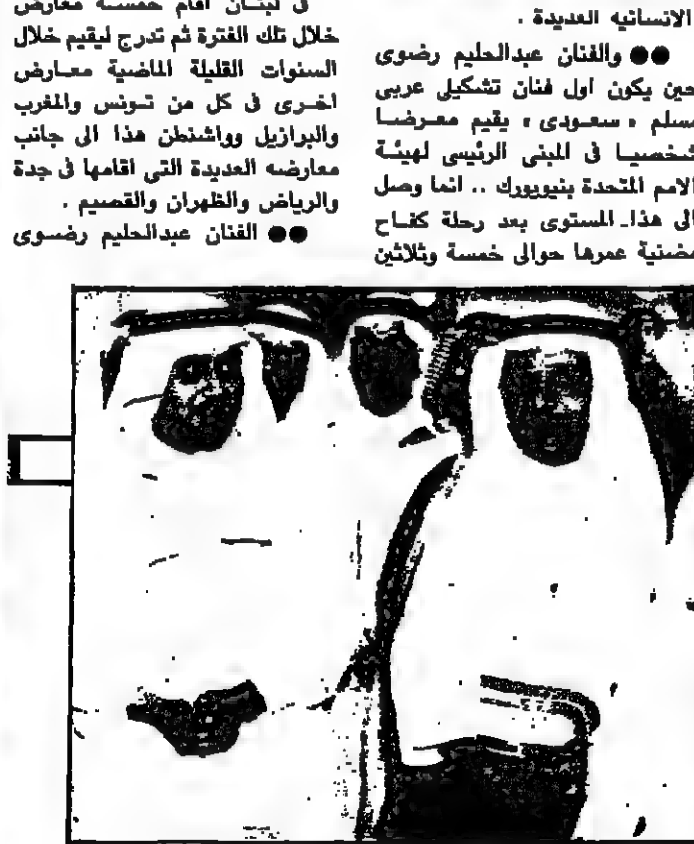 الانسانيه العديدة .
●● والفنان عبدالحليم رضوى
حين يكون اول فنان تشكيلى عربى
مسلم « سعودى » يقيم معرضا
شخصيا فى المبنى الرئيسى لهيئة
الامم المتحدة بنيويورك .. انما وصل
الى هذا المستوى بعد رحلة كفاح
مضنية عمرها حوالى خمسة وثلاثين
فى لبنان اقام خمسة معارض
خلال تلك الفترة ثم تدرج ليقيم خلال
السنوات القليلة الماضية معارض
اخرى فى كل من تونس والمغرب
والبرازيل وواشنطن هذا الى جانب
معارضه العديدة التى اقامها فى جدة
والرياض والظهران والقصيم .
●● الفنان عبدالحليم رضوى